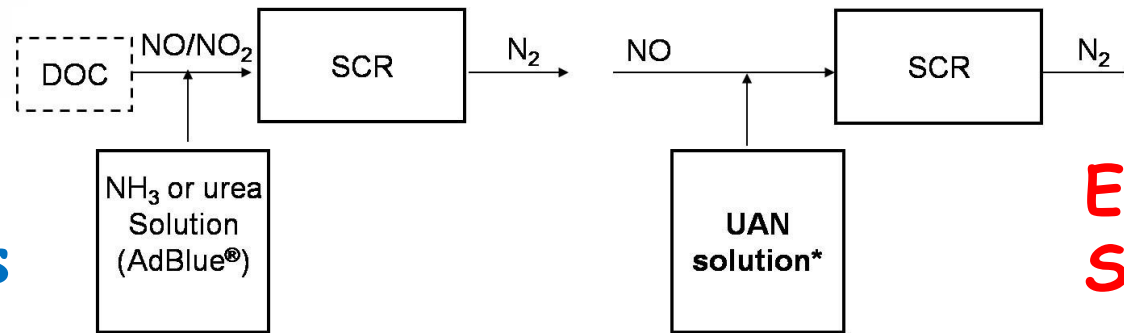 DOC
NO/NO₂
SCR
N₂
NH₃ or urea
Solution
(AdBlue®)
S
NO
SCR
N₂
UAN
solution*
E
S